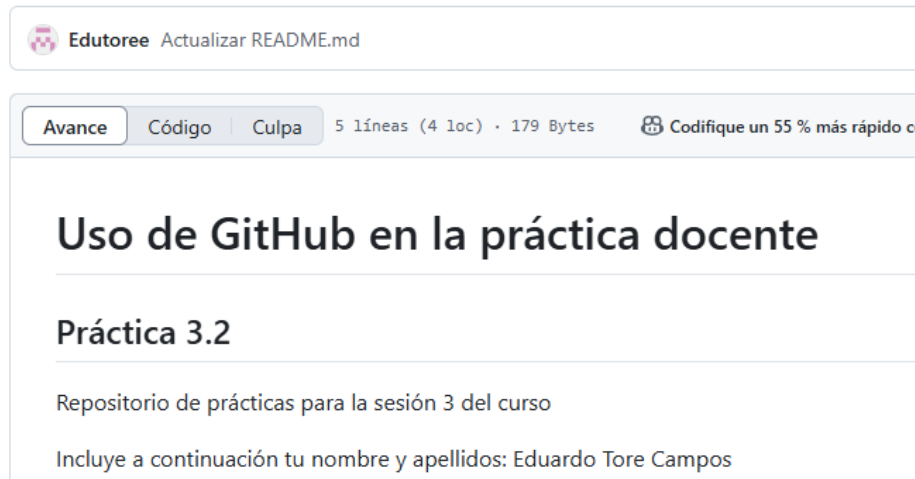 Edutoree Actualizar README.md
Avance Código Culpa 5 líneas (4 loc) · 179 Bytes Codifique un 55 % más rápido
Uso de GitHub en la práctica docente
Práctica 3.2
Repositorio de prácticas para la sesión 3 del curso
Incluye a continuación tu nombre y apellidos: Eduardo Tore Campos